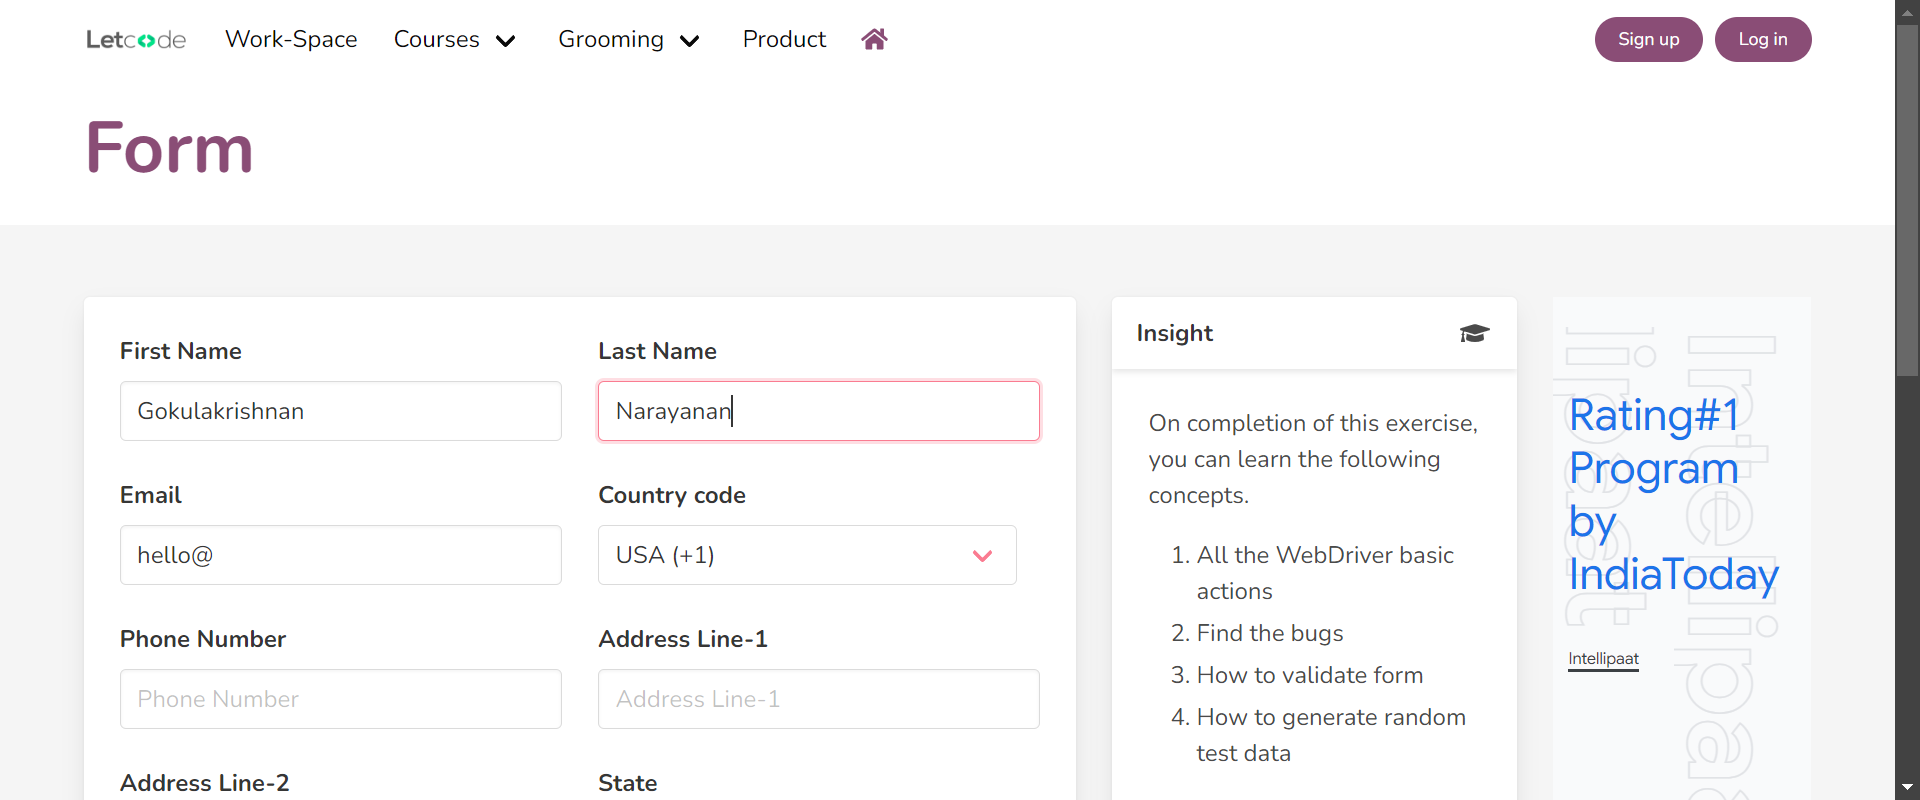 Letcode Work-Space Courses Grooming Product Sign up Log in
Form
First Name
Gokulakrishnan
Last Name
Narayanan
Email
hello@
Country code
USA (+1)
Phone Number
Phone Number
Address Line-1
Address Line-1
Address Line-2
State
Insight
On completion of this exercise,
you can learn the following
concepts.
1. All the WebDriver basic
actions
2. Find the bugs
3. How to validate form
4. How to generate random
test data
Rating#1
Program
by
IndiaToday
Intellipaat
Intellipaat